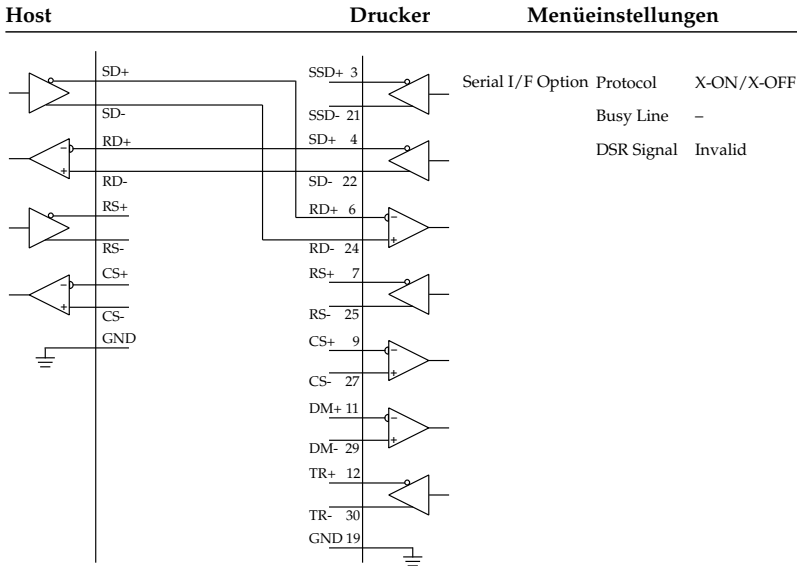 Host Drucker Menüeinstellungen
SD+ SSD+ 3 Serial I/F Option Protocol X-ON/X-OFF
SD- SSD- 21 Busy Line –
RD+ SD+ 4 DSR Signal Invalid
RD- SD- 22
RS+ RD+ 6
RS- RD- 24
CS+ RS+ 7
CS- RS- 25
GND CS+ 9
CS- 27
DM+ 11
DM- 29
TR+ 12
TR- 30
GND 19